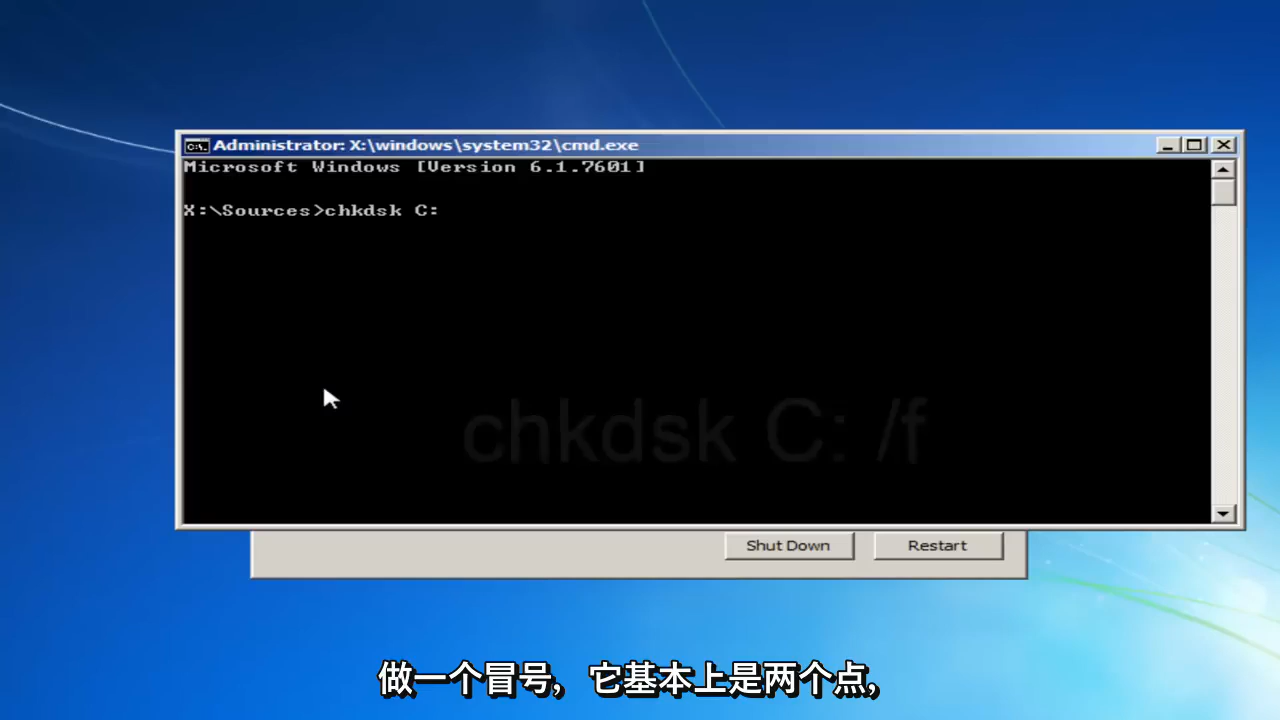 Administrator: X:\windows\system32\cmd.exe
Microsoft Windows [Version 6.1.7601]
X:\Sources>chkdsk C:
chkdsk C: /f
Shut Down
Restart
做一个冒号, 它基本上是两个点,